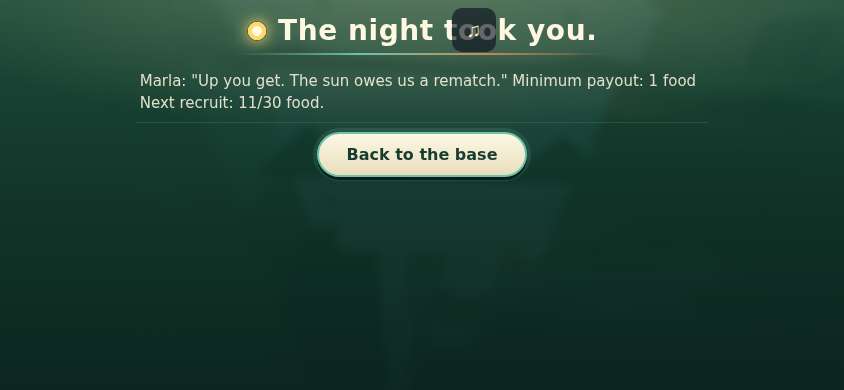 The night took you.
Marla: "Up you get. The sun owes us a rematch." Minimum payout: 1 food
Next recruit: 11/30 food.
Back to the base